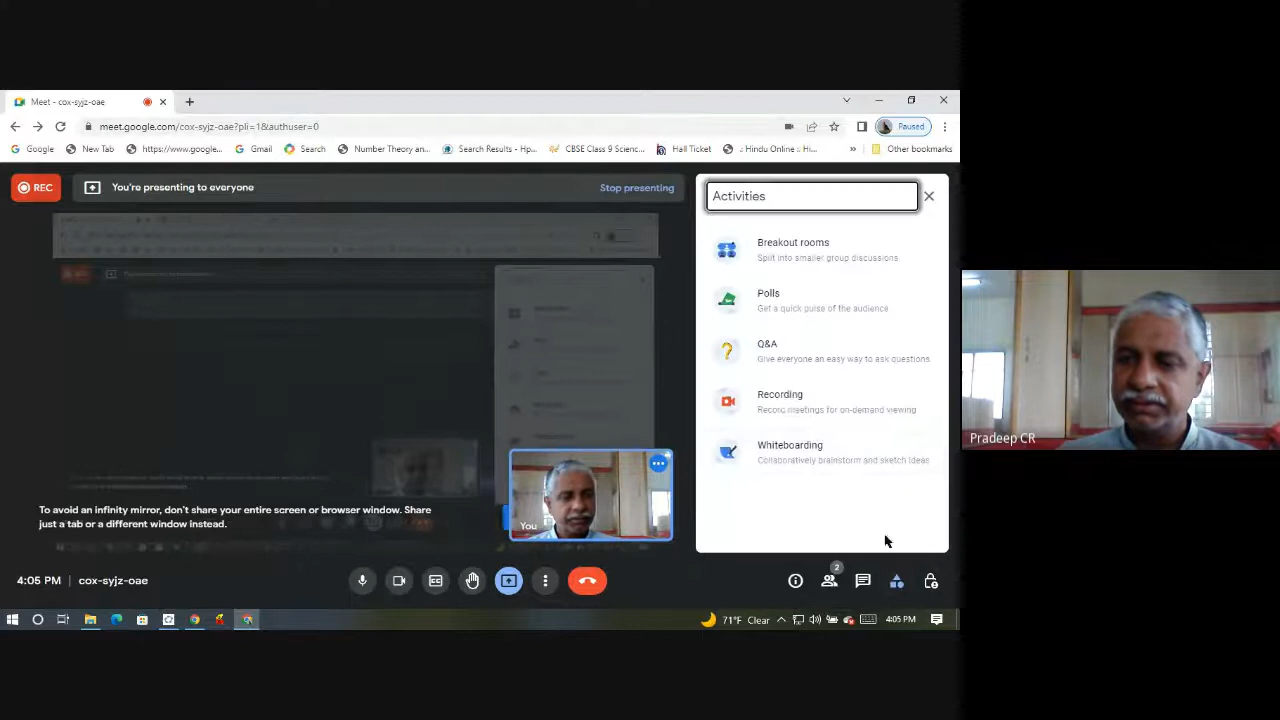 Meet - cox-syjz-oae
meet.google.com/cox-syjz-oae?pli=1&authuser=0
Paused
Google
New Tab
https://www.google...
Gmail
Search
Number Theory an...
Search Results - Hp...
CBSE Class 9 Scienc...
Hall Ticket
: Hindu Online :: Hi...
»
Other bookmarks
REC
You're presenting to everyone
Stop presenting
Activities
Breakout rooms
Split into smaller group discussions
Polls
Get a quick pulse of the audience
Q&A
Give everyone an easy way to ask questions
Recording
Record meetings for on-demand viewing
Whiteboarding
Collaboratively brainstorm and sketch ideas
To avoid an infinity mirror, don't share your entire screen or browser window. Share
just a tab or a different window instead.
You
Pradeep CR
4:05 PM | cox-syjz-oae
2
71°F Clear
4:05 PM